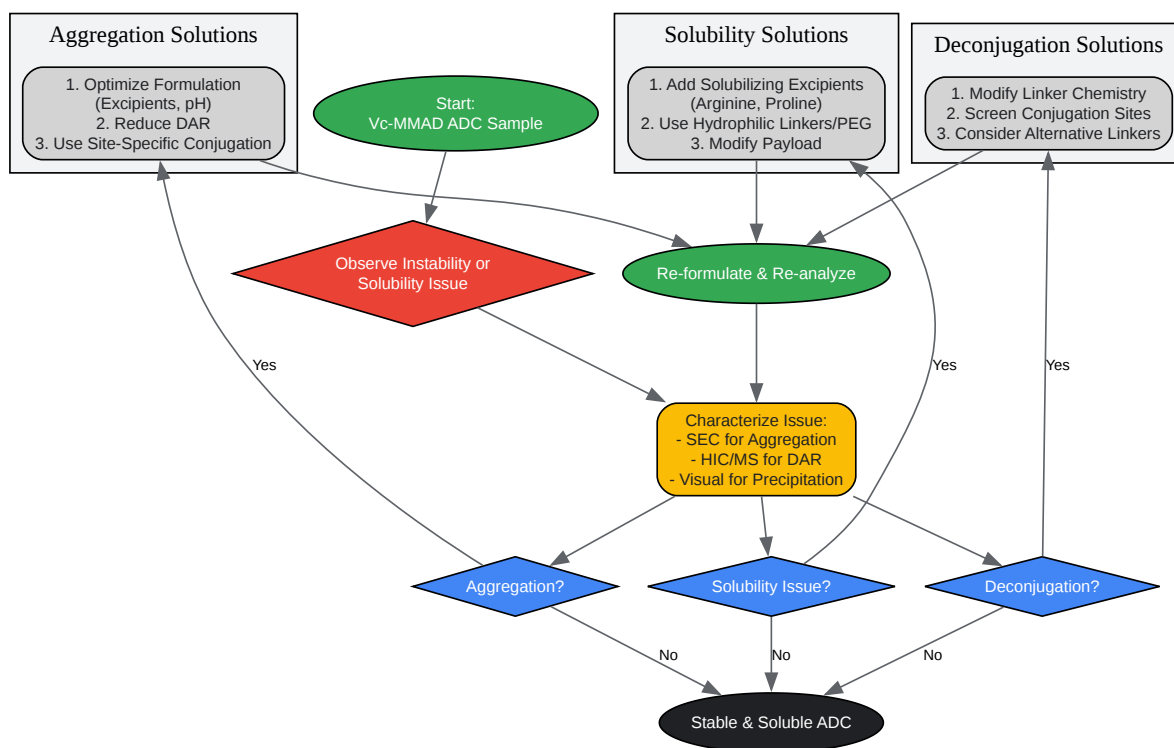 Aggregation Solutions
1. Optimize Formulation
(Excipients, pH)
2. Reduce DAR
3. Use Site-Specific Conjugation
Start:
Vc-MMAD ADC Sample
Solubility Solutions
1. Add Solubilizing Excipients
(Arginine, Proline)
2. Use Hydrophilic Linkers/PEG
3. Modify Payload
Deconjugation Solutions
1. Modify Linker Chemistry
2. Screen Conjugation Sites
3. Consider Alternative Linkers
Observe Instability or
Solubility Issue
Re-formulate & Re-analyze
Yes
Yes
Yes
Characterize Issue:
- SEC for Aggregation
- HIC/MS for DAR
- Visual for Precipitation
Aggregation?
Solubility Issue?
Deconjugation?
No
No
No
Stable & Soluble ADC